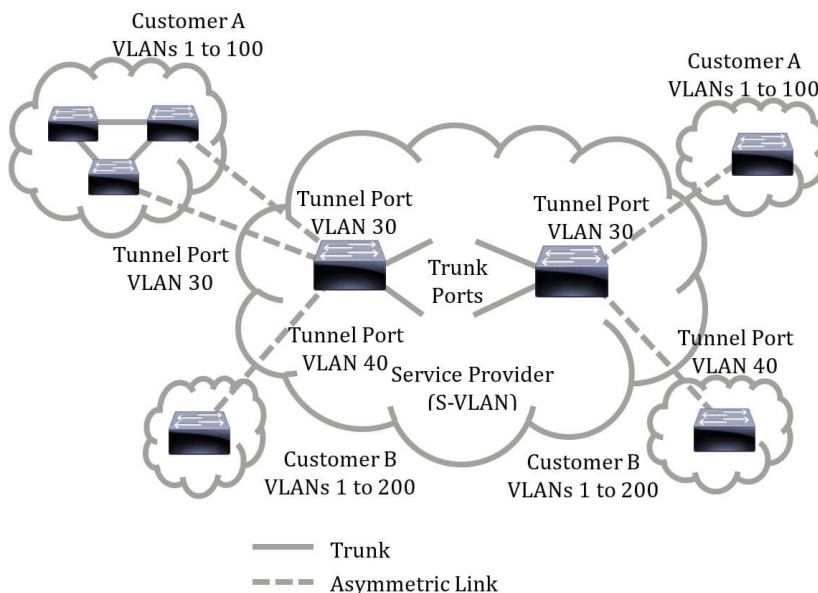 Customer A
VLANs 1 to 100
Customer A
VLANs 1 to 100
Tunnel Port
VLAN 30
Tunnel Port
VLAN 30
Tunnel Port
VLAN 30
Trunk
Ports
Tunnel Port
VLAN 40
Tunnel Port
VLAN 40
Service Provider
(S-VLAN)
Customer B
VLANs 1 to 200
Customer B
VLANs 1 to 200
Trunk
Asymmetric Link